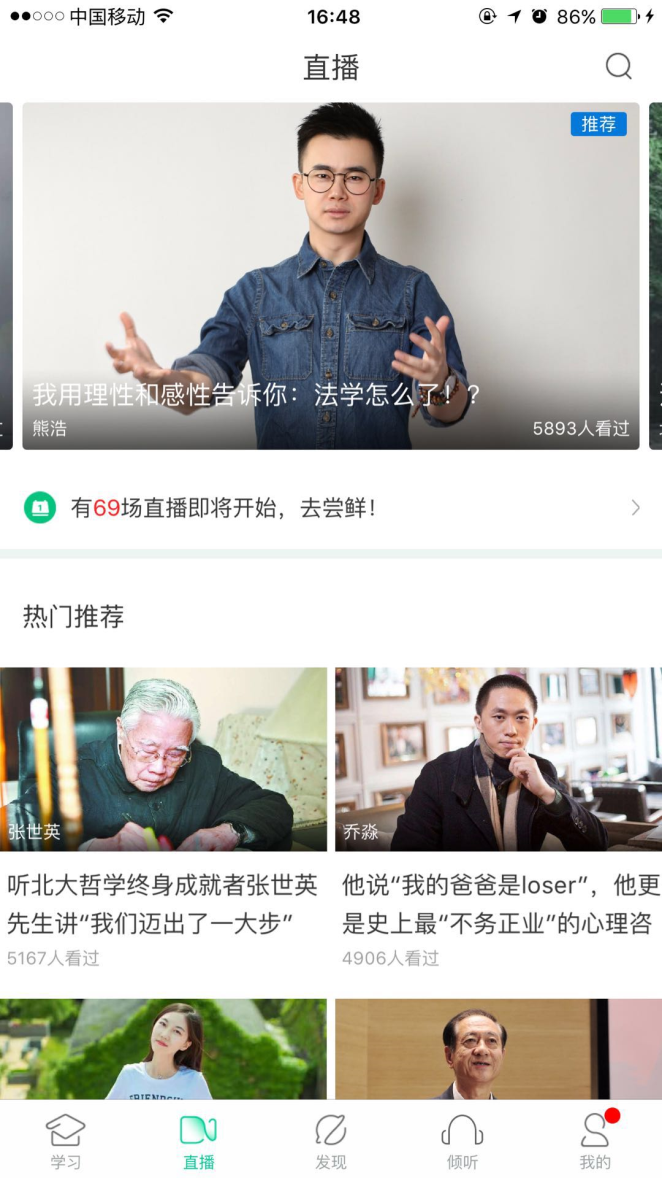 中国移动 16:48 86%
直播
推荐
我用理性和感性告诉你：法学怎么了！？
熊浩 5893人看过
有69场直播即将开始，去尝鲜！
热门推荐
张世英
听北大哲学终身成就者张世英
先生讲“我们迈出了一大步”
5167人看过
乔淼
他说“我的爸爸是loser”，他更
是史上最“不务正业”的心理咨
4906人看过
学习 直播 发现 倾听 我的